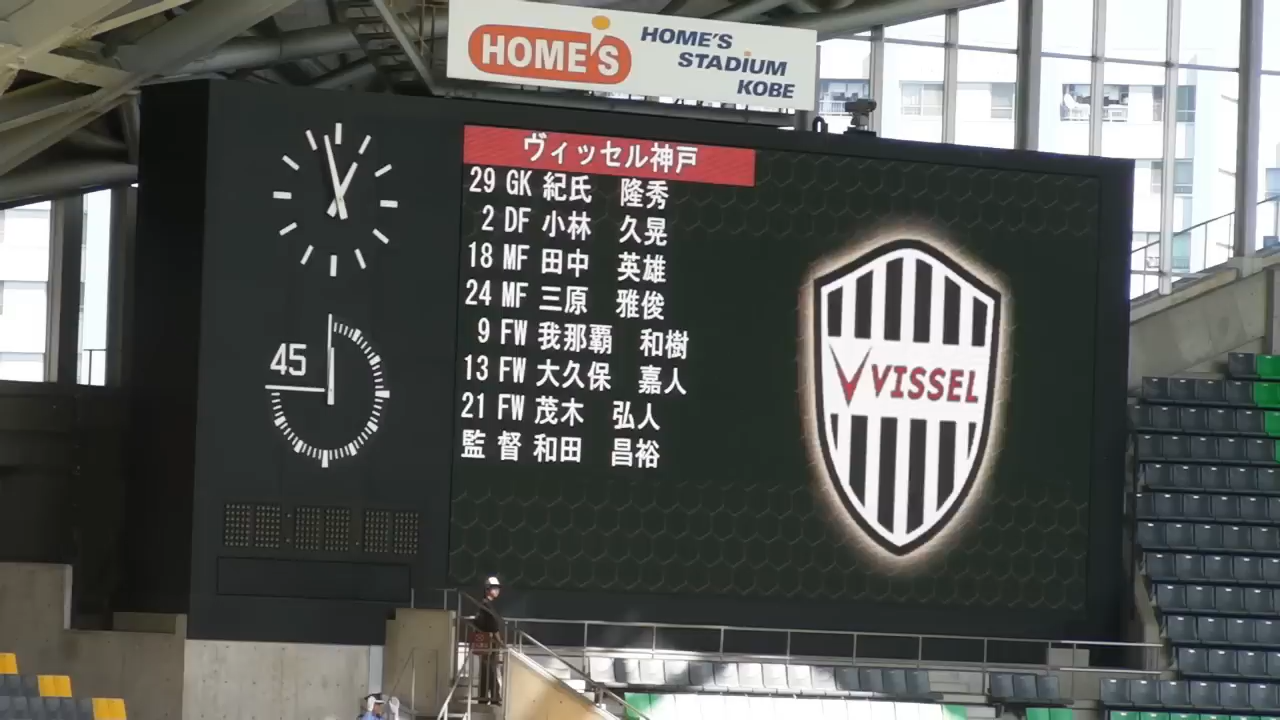 HOME'S
HOME'S
STADIUM
KOBE
ヴィッセル神戸
29 GK 紀氏 隆秀
2 DF 小林 久晃
18 MF 田中 英雄
24 MF 三原 雅俊
9 FW 我那覇 和樹
13 FW 大久保 嘉人
21 FW 茂木 弘人
監督 和田 昌裕
45
VISSEL